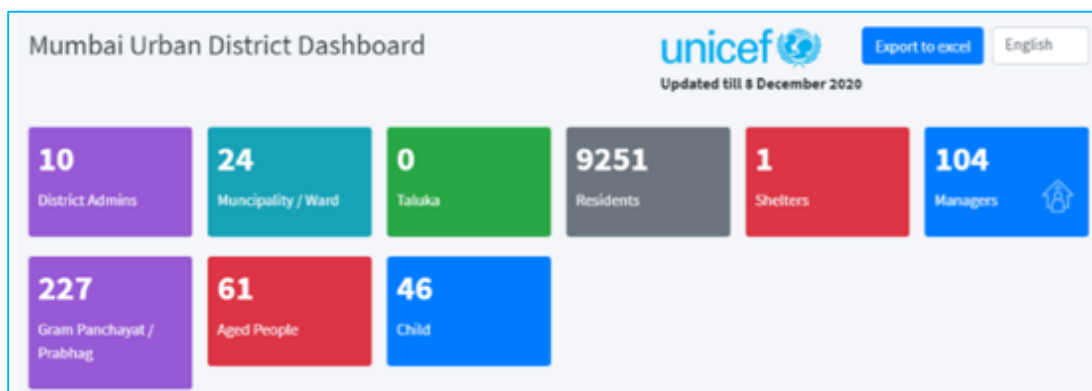 Mumbai Urban District Dashboard
unicef
Export to excel
English
Updated till 8 December 2020
10
District Admins
24
Muncipality / Ward
0
Taluka
9251
Residents
1
Shelters
104
Managers
227
Gram Panchayat /
Prabhag
61
Aged People
46
Child